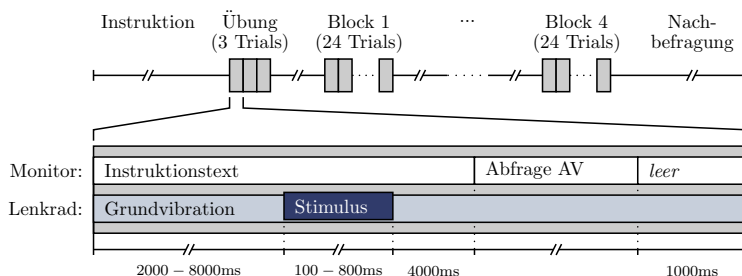 Instruktion
Übung
(3 Trials)
Block 1
(24 Trials)
...
Block 4
(24 Trials)
Nach-
befragung
Monitor:
Instruktionstext
Abfrage AV
leer
Lenkrad:
Grundvibration
Stimulus
2000 – 8000ms
100 – 800ms
4000ms
1000ms